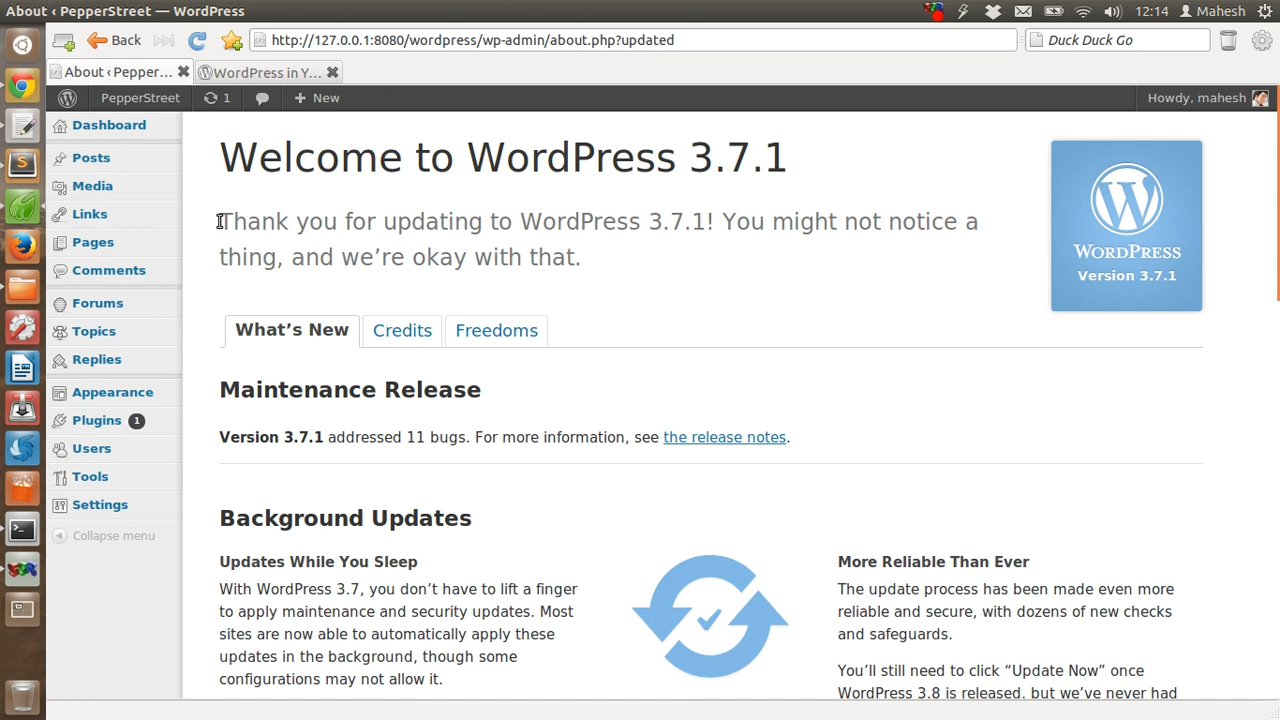 About ‹ PepperStreet — WordPress
12:14
Mahesh
Back
http://127.0.0.1:8080/wordpress/wp-admin/about.php?updated
Duck Duck Go
About ‹ Pepper...
WordPress in Y...
PepperStreet
1
New
Howdy, mahesh
Dashboard
Posts
Media
Links
Pages
Comments
Forums
Topics
Replies
Appearance
Plugins 1
Users
Tools
Settings
Collapse menu
Welcome to WordPress 3.7.1
Thank you for updating to WordPress 3.7.1! You might not notice a
thing, and we’re okay with that.
WORDPRESS
Version 3.7.1
What’s New
Credits
Freedoms
Maintenance Release
Version 3.7.1 addressed 11 bugs. For more information, see the release notes.
Background Updates
Updates While You Sleep
With WordPress 3.7, you don’t have to lift a finger
to apply maintenance and security updates. Most
sites are now able to automatically apply these
updates in the background, though some
configurations may not allow it.
More Reliable Than Ever
The update process has been made even more
reliable and secure, with dozens of new checks
and safeguards.
You’ll still need to click “Update Now” once
WordPress 3.8 is released, but we’ve never had